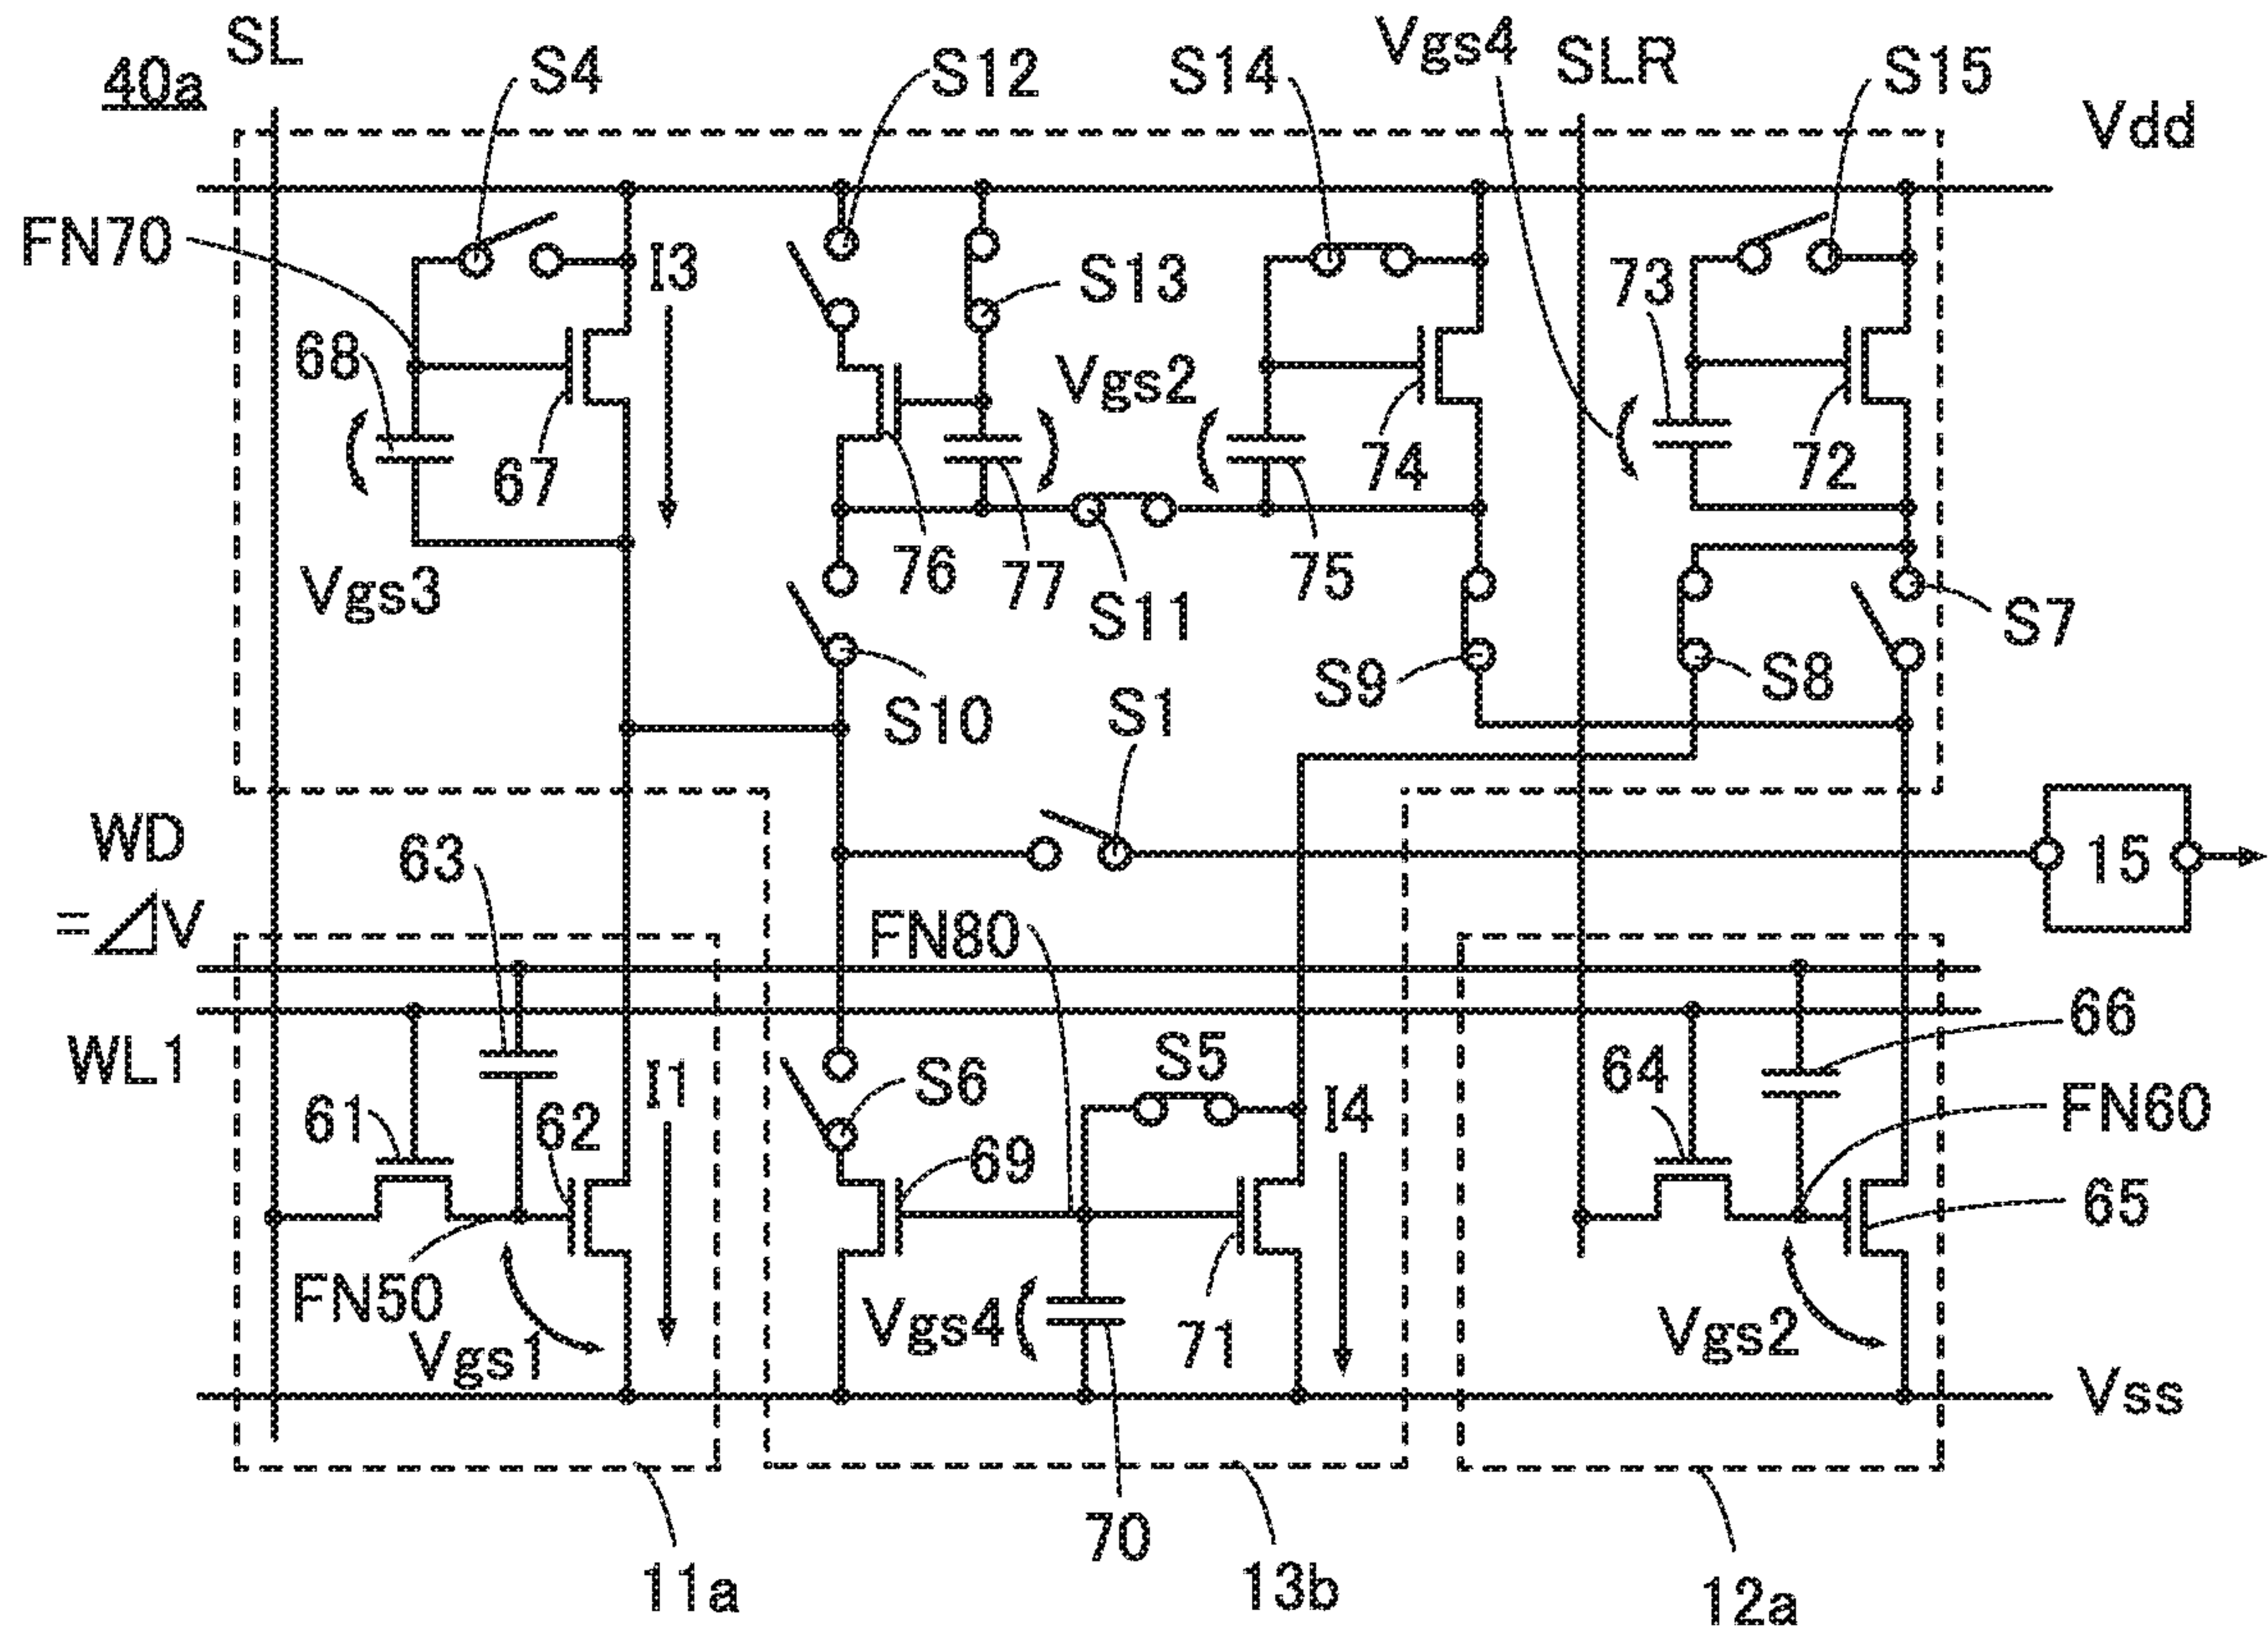 40a
SL
S4
S12
S14
Vgs4
SLR
S15
Vdd
FN70
I3
S13
73
68
Vgs2
67
74
72
76
77
75
Vgs3
S11
S7
S10
S1
S9
S8
WD
=⊿V
63
15
FN80
WL1
61
62
I1
S6
S5
I4
64
66
FN60
69
65
FN50
Vgs1
Vgs4
71
Vgs2
Vss
70
11a
13b
12a